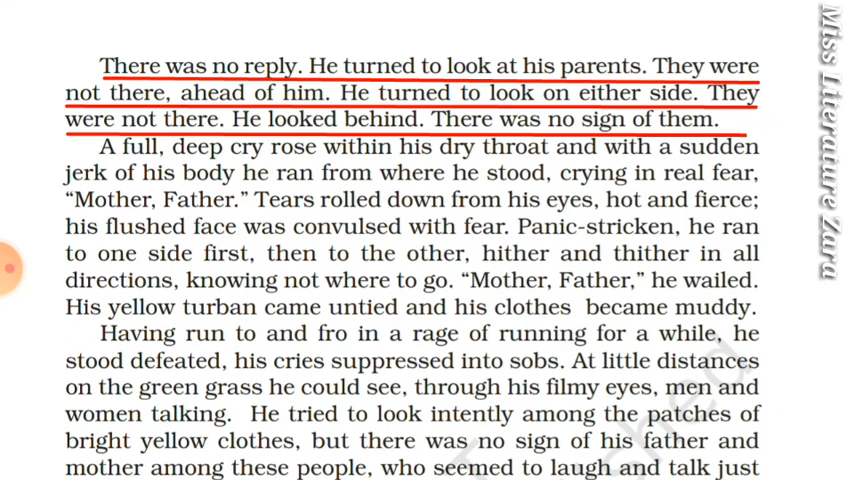 There was no reply. He turned to look at his parents. They were
not there, ahead of him. He turned to look on either side. They
were not there. He looked behind. There was no sign of them.
A full, deep cry rose within his dry throat and with a sudden
jerk of his body he ran from where he stood, crying in real fear,
“Mother, Father.” Tears rolled down from his eyes, hot and fierce;
his flushed face was convulsed with fear. Panic-stricken, he ran
to one side first, then to the other, hither and thither in all
directions, knowing not where to go. “Mother, Father,” he wailed.
His yellow turban came untied and his clothes became muddy.
Having run to and fro in a rage of running for a while, he
stood defeated, his cries suppressed into sobs. At little distances
on the green grass he could see, through his filmy eyes, men and
women talking. He tried to look intently among the patches of
bright yellow clothes, but there was no sign of his father and
mother among these people, who seemed to laugh and talk just
Miss Literature Zara